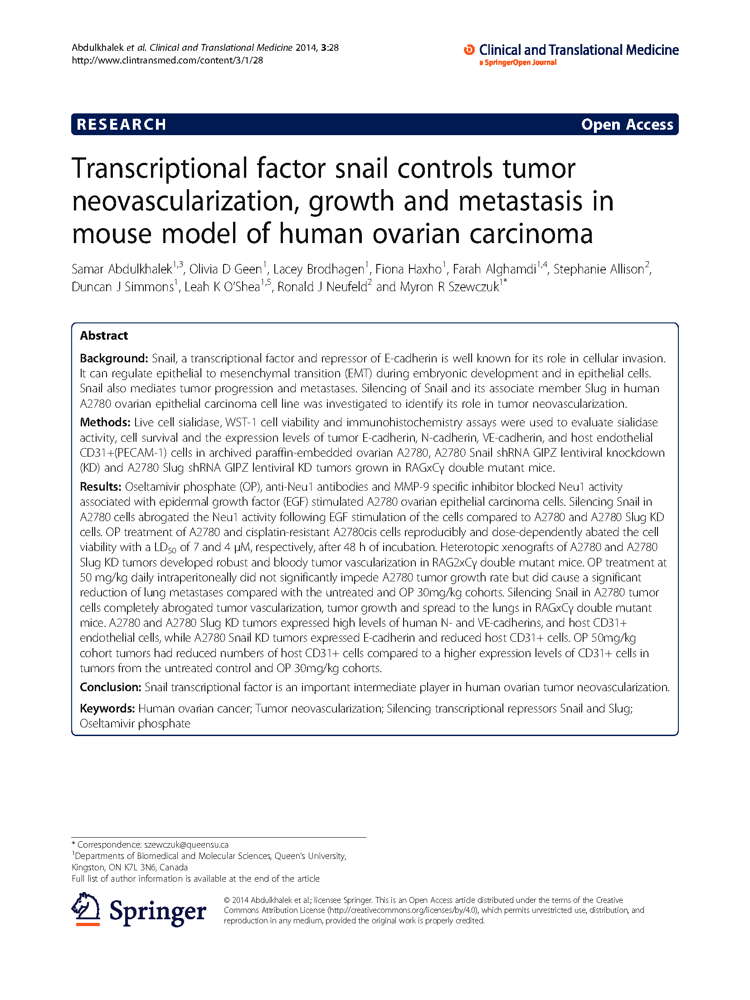 Abdulkhalek et al. Clinical and Translational Medicine 2014, 3:28
http://www.clintransmed.com/content/3/1/28
Clinical and Translational Medicine
a SpringerOpen Journal
RESEARCH
Open Access
Transcriptional factor snail controls tumor
neovascularization, growth and metastasis in
mouse model of human ovarian carcinoma
Samar Abdulkhalek1,3, Olivia D Geen1, Lacey Brodhagen1, Fiona Haxho1, Farah Alghamdi1,4, Stephanie Allison2,
Duncan J Simmons1, Leah K O’Shea1,5, Ronald J Neufeld2 and Myron R Szewczuk1*
Abstract
Background: Snail, a transcriptional factor and repressor of E-cadherin is well known for its role in cellular invasion.
It can regulate epithelial to mesenchymal transition (EMT) during embryonic development and in epithelial cells.
Snail also mediates tumor progression and metastases. Silencing of Snail and its associate member Slug in human
A2780 ovarian epithelial carcinoma cell line was investigated to identify its role in tumor neovascularization.
Methods: Live cell sialidase, WST-1 cell viability and immunohistochemistry assays were used to evaluate sialidase
activity, cell survival and the expression levels of tumor E-cadherin, N-cadherin, VE-cadherin, and host endothelial
CD31+(PECAM-1) cells in archived paraffin-embedded ovarian A2780, A2780 Snail shRNA GIPZ lentiviral knockdown
(KD) and A2780 Slug shRNA GIPZ lentiviral KD tumors grown in RAGxCγ double mutant mice.
Results: Oseltamivir phosphate (OP), anti-Neu1 antibodies and MMP-9 specific inhibitor blocked Neu1 activity
associated with epidermal growth factor (EGF) stimulated A2780 ovarian epithelial carcinoma cells. Silencing Snail in
A2780 cells abrogated the Neu1 activity following EGF stimulation of the cells compared to A2780 and A2780 Slug KD
cells. OP treatment of A2780 and cisplatin-resistant A2780cis cells reproducibly and dose-dependently abated the cell
viability with a LD50 of 7 and 4 μM, respectively, after 48 h of incubation. Heterotopic xenografts of A2780 and A2780
Slug KD tumors developed robust and bloody tumor vascularization in RAG2xCγ double mutant mice. OP treatment at
50 mg/kg daily intraperitoneally did not significantly impede A2780 tumor growth rate but did cause a significant
reduction of lung metastases compared with the untreated and OP 30mg/kg cohorts. Silencing Snail in A2780 tumor
cells completely abrogated tumor vascularization, tumor growth and spread to the lungs in RAGxCγ double mutant
mice. A2780 and A2780 Slug KD tumors expressed high levels of human N- and VE-cadherins, and host CD31+
endothelial cells, while A2780 Snail KD tumors expressed E-cadherin and reduced host CD31+ cells. OP 50mg/kg
cohort tumors had reduced numbers of host CD31+ cells compared to a higher expression levels of CD31+ cells in
tumors from the untreated control and OP 30mg/kg cohorts.
Conclusion: Snail transcriptional factor is an important intermediate player in human ovarian tumor neovascularization.
Keywords: Human ovarian cancer; Tumor neovascularization; Silencing transcriptional repressors Snail and Slug;
Oseltamivir phosphate
* Correspondence: szewczuk@queensu.ca
1Departments of Biomedical and Molecular Sciences, Queen’s University,
Kingston, ON K7L 3N6, Canada
Full list of author information is available at the end of the article
Springer
© 2014 Abdulkhalek et al.; licensee Springer. This is an Open Access article distributed under the terms of the Creative
Commons Attribution License (http://creativecommons.org/licenses/by/4.0), which permits unrestricted use, distribution, and
reproduction in any medium, provided the original work is properly credited.